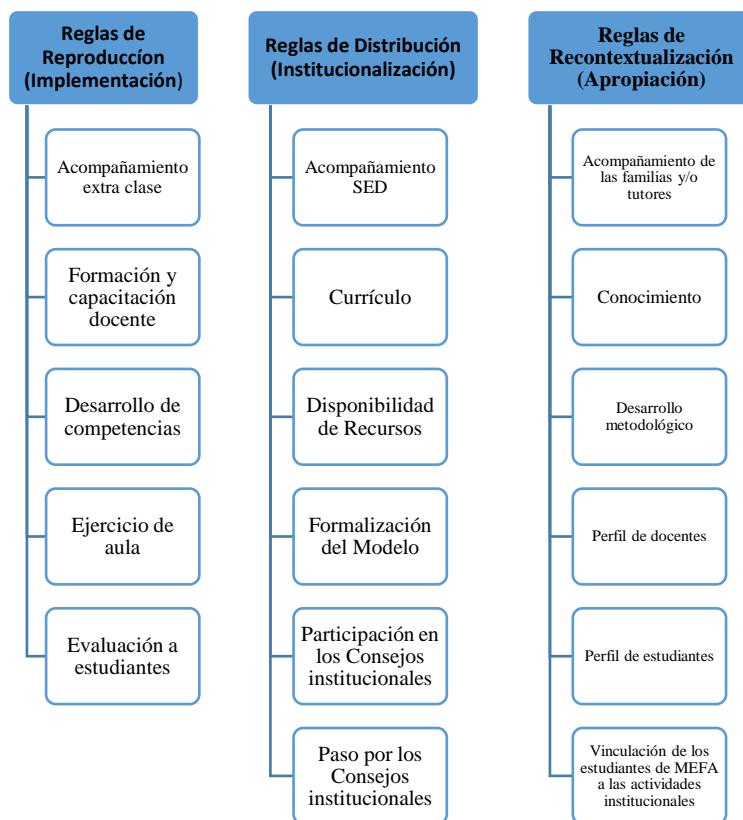 Reglas de
Reproduccíon
(Implementación)
Acompañamiento
extra clase
Formación y
capacitación
docente
Desarrollo de
competencias
Ejercicio de
aula
Evaluación a
estudiantes
Reglas de Distribución
(Institucionalización)
Acompañamiento
SED
Currículo
Disponibilidad
de Recursos
Formalización
del Modelo
Participación en
los Consejos
institucionales
Paso por los
Consejos
institucionales
Reglas de
Recontextualización
(Apropiación)
Acompañamiento de
las familias y/o
tutores
Conocimiento
Desarrollo
metodológico
Perfil de docentes
Perfil de estudiantes
Vinculación de los
estudiantes de MEFA
a las actividades
institucionales